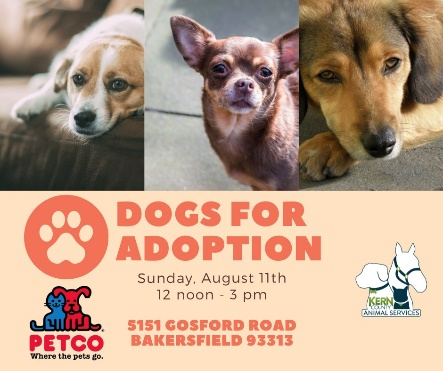 DOGS FOR
ADOPTION
Sunday, August 11th
12 noon - 3 pm
5151 GOSFORD ROAD
BAKERSFIELD 93313
PETCO
Where the pets go.
KERN
COUNTY
ANIMAL SERVICES